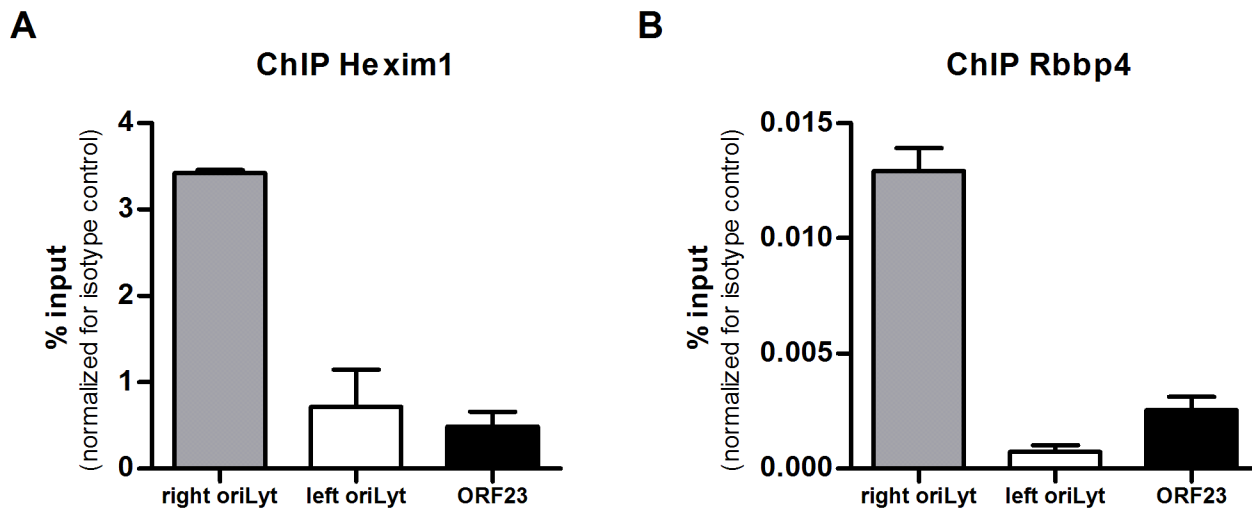 A
ChIP Hexim1
% input
(normalized for isotype control)
4
3
2
1
0
right oriLyt
left oriLyt
ORF23
B
ChIP Rbbp4
% input
(normalized for isotype control)
0.015
0.010
0.005
0.000
right oriLyt
left oriLyt
ORF23